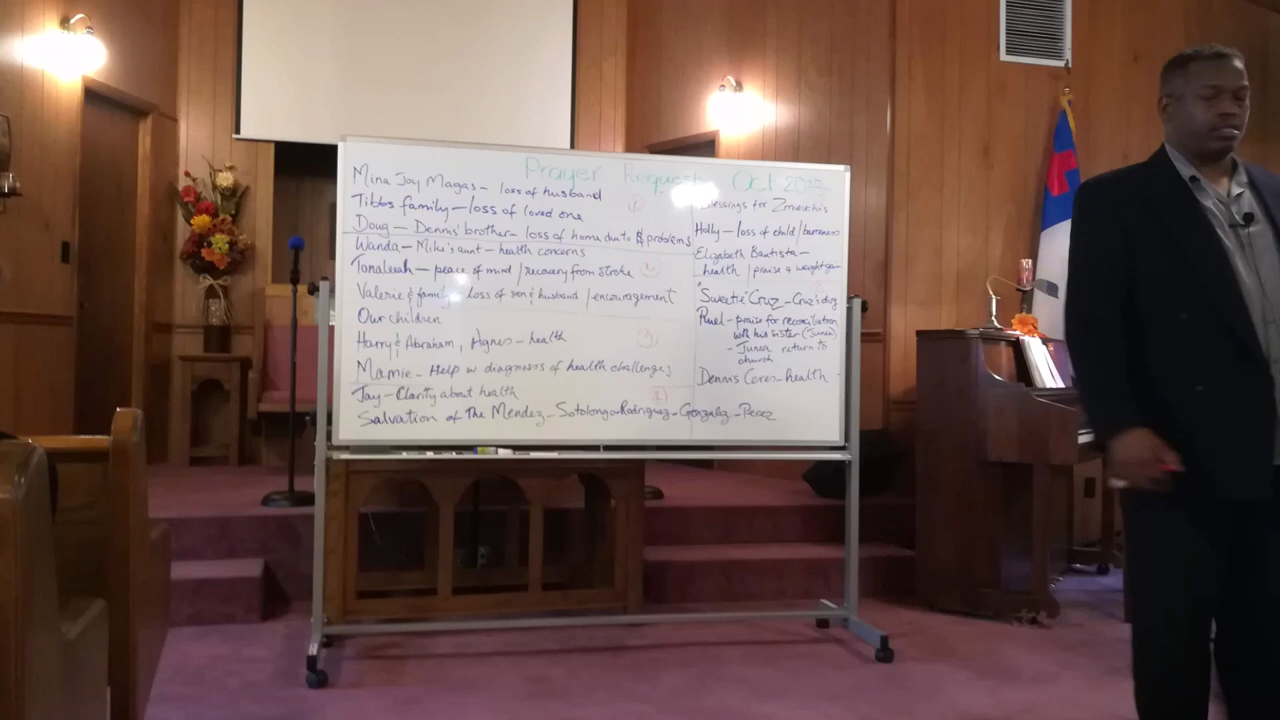 Prayer Requests Oct 20
Mina Joy Magas - loss of husband
Tibbs family - loss of loved one
Doug - Dennis' brother - loss of home due to $ problems
Wanda - Mike's aunt - health concerns
Tonaleah - peace of mind / recovery from stroke
Valerie & family - loss of son & husband / encouragement
Our children
Harry & Abraham, Agnes - health
Mamie - Help w diagnosis of health challenges
Jay - Clarity about health
Salvation of The Mendez - Sotolongo - Rodriguez - Gonzalez - Perez
1
2
3
Blessings for
Holly - loss of child / barreness
Elizabeth Bautista -
health / praise 4 weight gain
"Sweetie" Cruz - Cruz's dog
Ruel - praise for reconciliation
with his sister ("Junea)
- Junea return to
church
Dennis Ceres - health